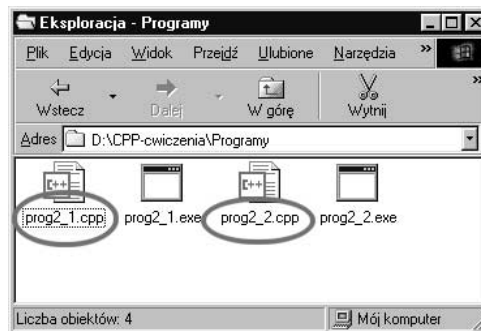 Eksploracja - Programy
Plik Edycja Widok Przejdź Ulubione Narzędzia »
Wstecz Dalej W górę Wytnij »
Adres D:\CPP-cwiczenia\Programy
C++ C++
prog2_1.cpp prog2_1.exe prog2_2.cpp prog2_2.exe
Liczba obiektów: 4 Mój komputer